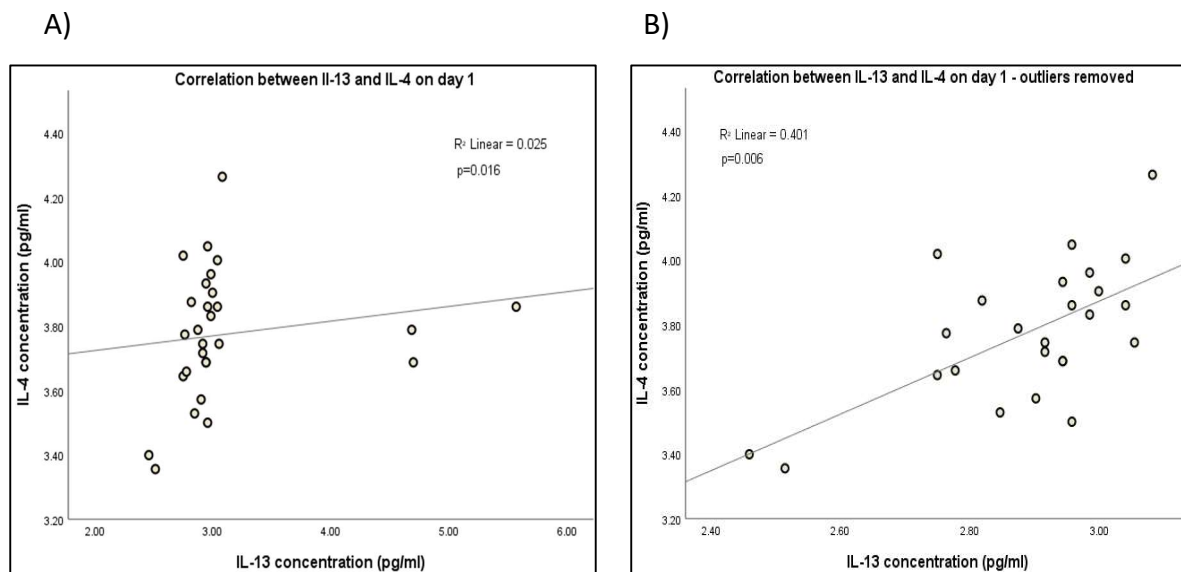 A)
Correlation between Il-13 and IL-4 on day 1
R² Linear = 0.025
p=0.016
IL-4 concentration (pg/ml)
4.40
4.20
4.00
3.80
3.60
3.40
3.20
2.00 3.00 4.00 5.00 6.00
IL-13 concentration (pg/ml)
B)
Correlation between IL-13 and IL-4 on day 1 - outliers removed
R² Linear = 0.401
p=0.006
IL-4 concentration (pg/ml)
4.40
4.20
4.00
3.80
3.60
3.40
3.20
2.40 2.60 2.80 3.00
IL-13 concentration (pg/ml)